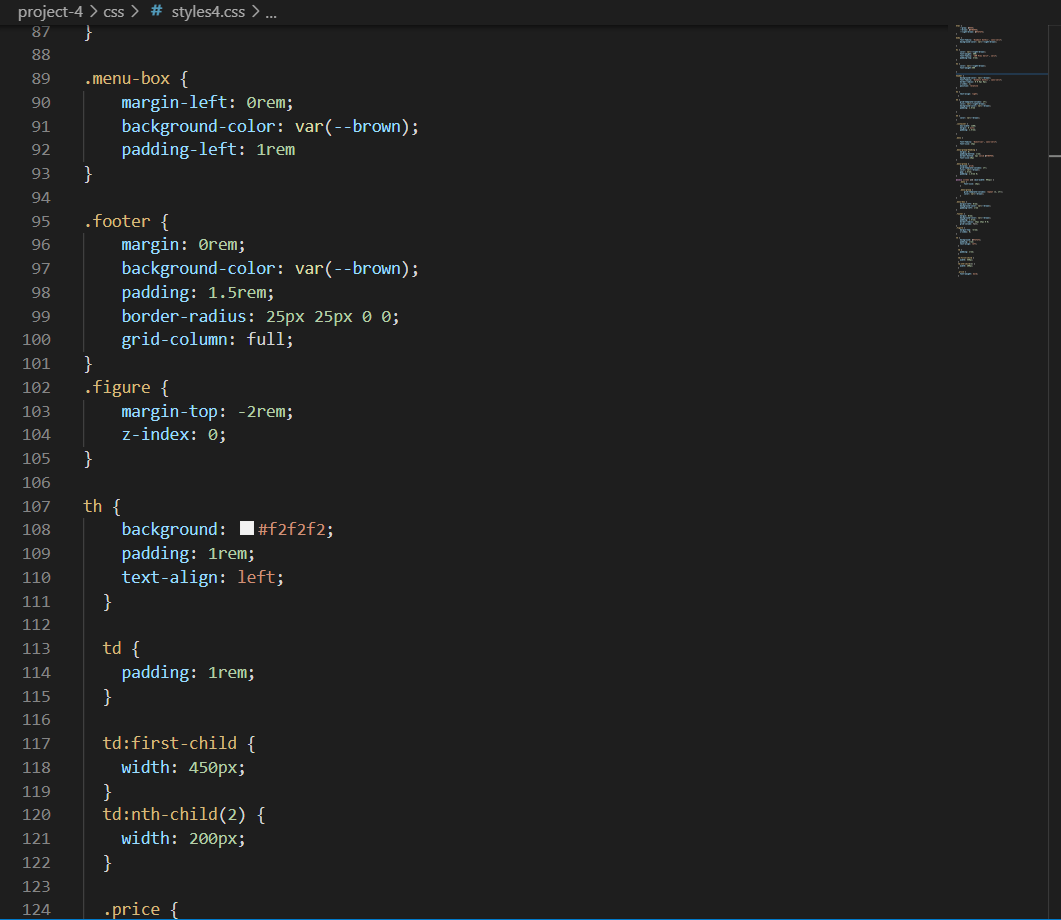 project-4 > css > # styles4.css > ...
87 }
88
89 .menu-box {
90     margin-left: 0rem;
91     background-color: var(--brown);
92     padding-left: 1rem
93 }
94
95 .footer {
96     margin: 0rem;
97     background-color: var(--brown);
98     padding: 1.5rem;
99     border-radius: 25px 25px 0 0;
100     grid-column: full;
101 }
102 .figure {
103     margin-top: -2rem;
104     z-index: 0;
105 }
106
107 th {
108     background: #f2f2f2;
109     padding: 1rem;
110     text-align: left;
111   }
112
113   td {
114     padding: 1rem;
115   }
116
117   td:first-child {
118     width: 450px;
119   }
120   td:nth-child(2) {
121     width: 200px;
122   }
123
124   .price {